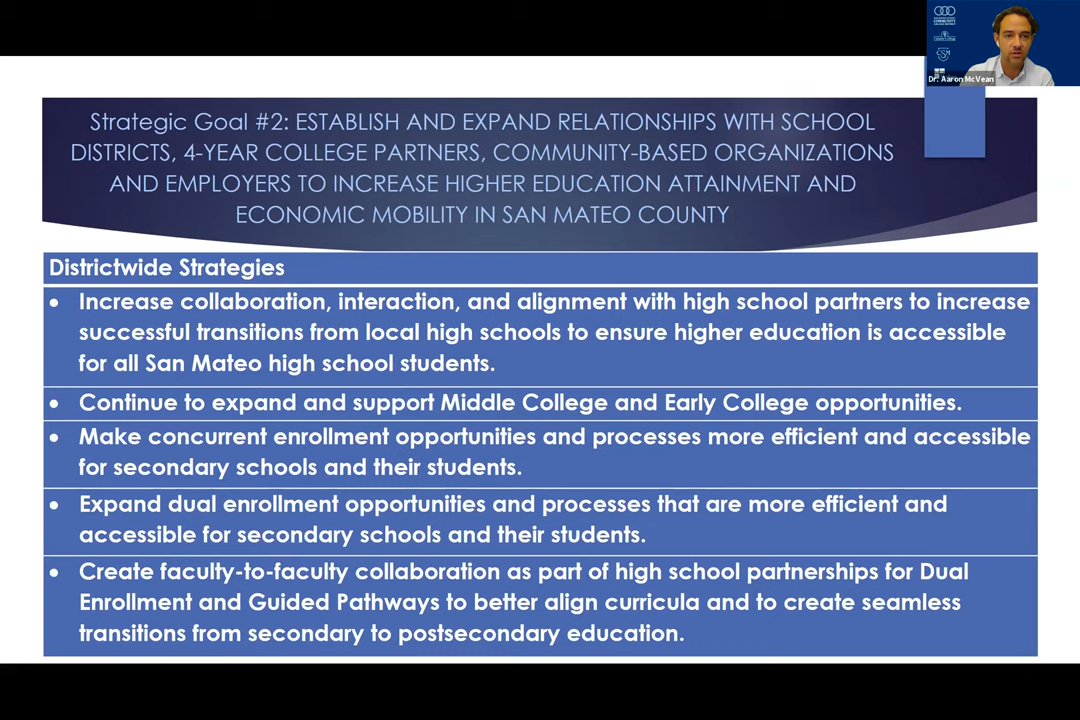 Dr. Aaron McVean
Strategic Goal #2: ESTABLISH AND EXPAND RELATIONSHIPS WITH SCHOOL
DISTRICTS, 4-YEAR COLLEGE PARTNERS, COMMUNITY-BASED ORGANIZATIONS
AND EMPLOYERS TO INCREASE HIGHER EDUCATION ATTAINMENT AND
ECONOMIC MOBILITY IN SAN MATEO COUNTY
Districtwide Strategies
• Increase collaboration, interaction, and alignment with high school partners to increase
successful transitions from local high schools to ensure higher education is accessible
for all San Mateo high school students.
• Continue to expand and support Middle College and Early College opportunities.
• Make concurrent enrollment opportunities and processes more efficient and accessible
for secondary schools and their students.
• Expand dual enrollment opportunities and processes that are more efficient and
accessible for secondary schools and their students.
• Create faculty-to-faculty collaboration as part of high school partnerships for Dual
Enrollment and Guided Pathways to better align curricula and to create seamless
transitions from secondary to postsecondary education.